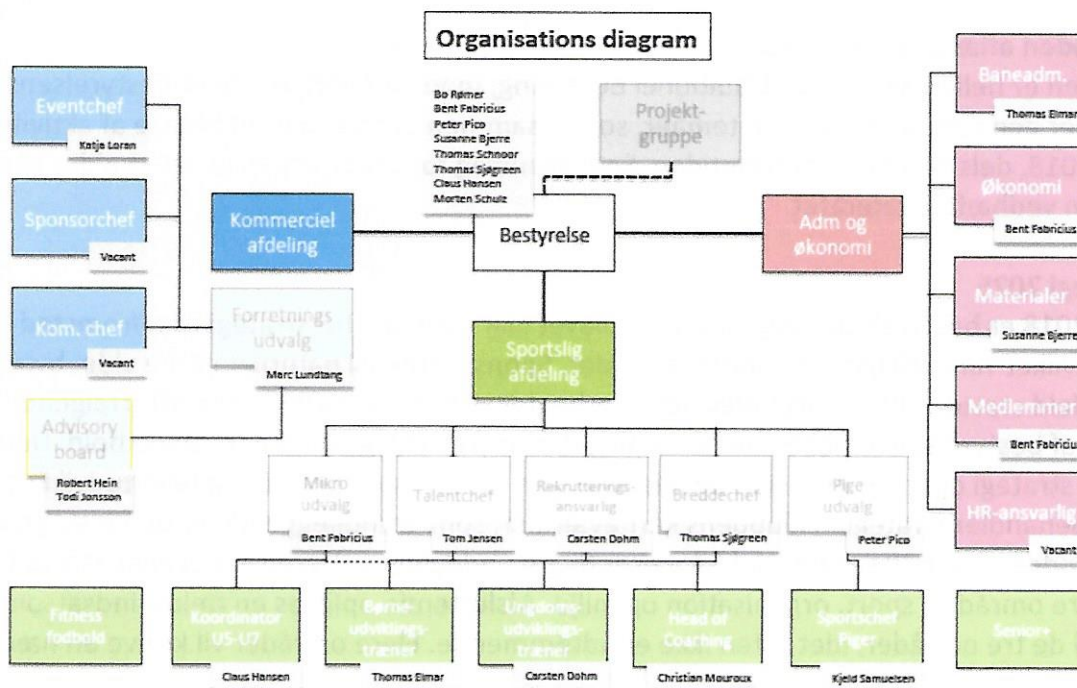 Organisations diagram
Bo Rømer
Bent Fabricius
Peter Pico
Susanne Bjerre
Thomas Schnoor
Thomas Sjøgreen
Claus Hansen
Morten Schulz
Projekt-
gruppe
Bestyrelse
Eventchef
Katja Loran
Sponsorchef
Vacant
Kom. chef
Vacant
Kommerciel
afdeling
Forretnings
udvalg
Marc Lundtang
Advisory
board
Robert Hein
Todi Jonsson
Adm og
økonomi
Baneadm.
Thomas Elmar
Økonomi
Bent Fabricius
Materialer
Susanne Bjerre
Medlemmer
Bent Fabricius
HR-ansvarlig
Vacant
Sportslig
afdeling
Mikro
udvalg
Bent Fabricius
Talentchef
Tom Jensen
Rekrutterings-
ansvarlig
Carsten Dohm
Breddechef
Thomas Sjøgreen
Pige
udvalg
Peter Pico
Fitness
fodbold
Koordinator
U5-U7
Claus Hansen
Børne-
udviklings-
træner
Thomas Elmar
Ungdoms-
udviklings-
træner
Carsten Dohm
Head of
Coaching
Christian Mouroux
Sportschef
Piger
Kjeld Samuelsen
Senior